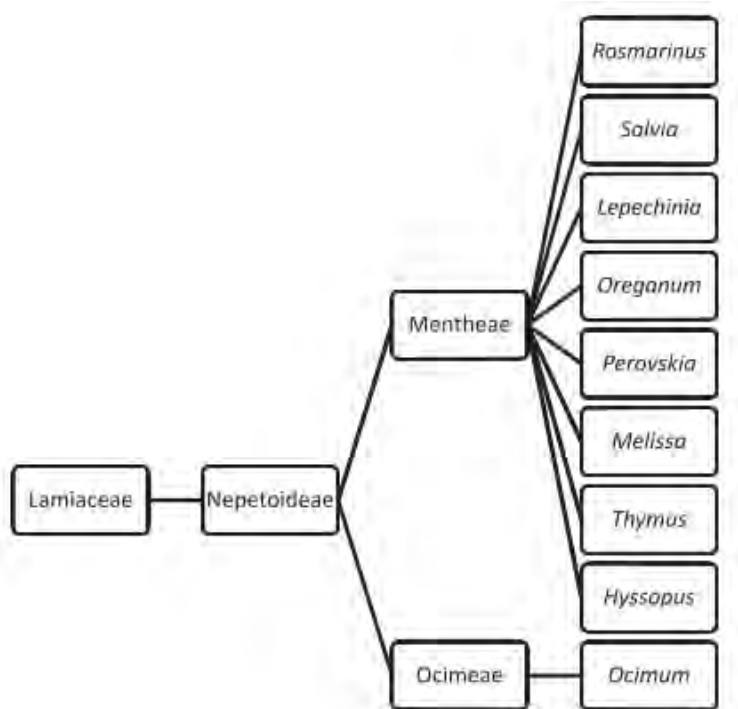 Rosmarinus
Salvia
Lepechinia
Oreganum
Mentheae
Perovskia
Melissa
Lamiaceae
Nepetoideae
Thymus
Hyssopus
Ocimeae
Ocimum